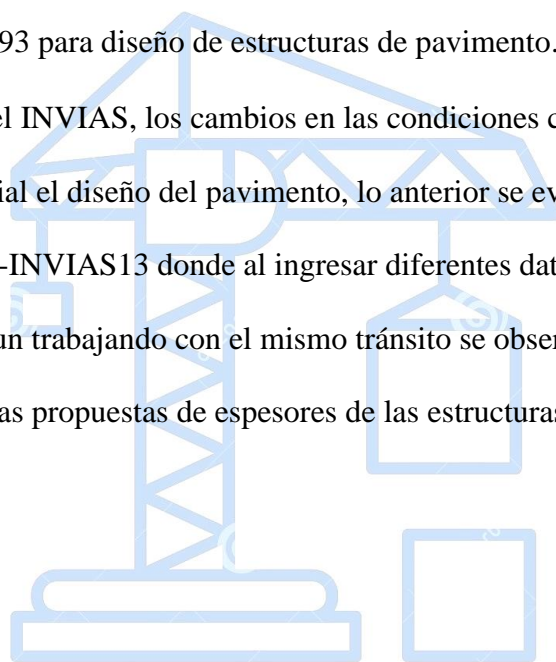 93 para diseño de estructuras de pavimento.
el INVIAS, los cambios en las condiciones c
ial el diseño del pavimento, lo anterior se ev
-INVIAS13 donde al ingresar diferentes dat
un trabajando con el mismo tránsito se obser
as propuestas de espesores de las estructuras